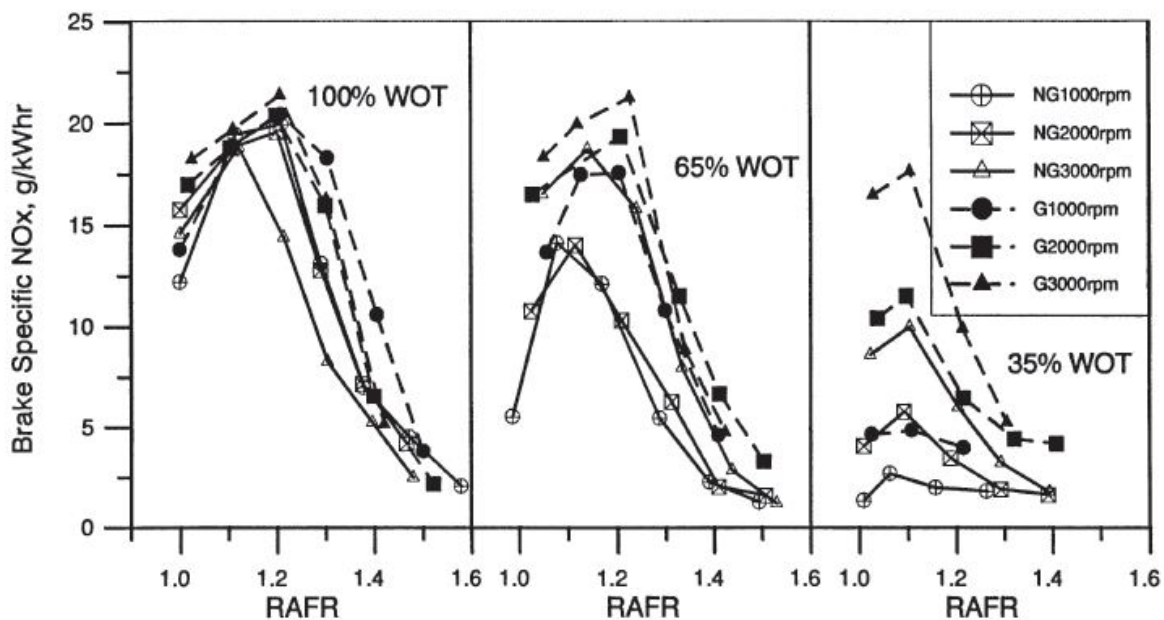 Brake Specific NOx, g/kWhr
25
20
15
10
5
0
100% WOT
65% WOT
35% WOT
NG1000rpm
NG2000rpm
NG3000rpm
G1000rpm
G2000rpm
G3000rpm
1.0 1.2 1.4 1.6
1.0 1.2 1.4 1.6
1.0 1.2 1.4 1.6
RAFR RAFR RAFR